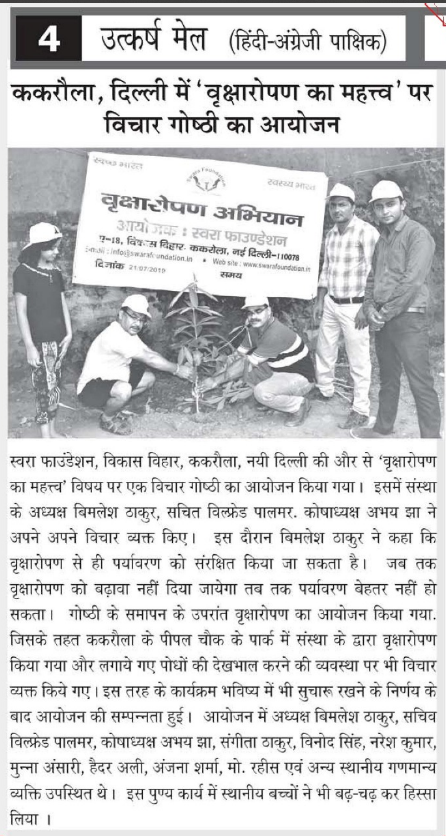 4 उत्कर्ष मेल (हिंदी-अंग्रेजी पाक्षिक)
ककरौला, दिल्ली में 'वृक्षारोपण का महत्त्व' पर
विचार गोष्ठी का आयोजन
स्वच्छ भारत
स्वस्थ भारत
वृक्षारोपण अभियान
आयोजक : स्वरा फाउण्डेशन
ए-18, विकास विहार, ककरौला, नई दिल्ली-110078
E-mail : info@swarafoundation.in • Web site : www.swarafoundation.in
दिनांक 21/07/2019 समय
स्वरा फाउंडेशन, विकास विहार, ककरौला, नयी दिल्ली की और से 'वृक्षारोपण
का महत्त्व' विषय पर एक विचार गोष्ठी का आयोजन किया गया। इसमें संस्था
के अध्यक्ष बिमलेश ठाकुर, सचित विल्फ्रेड पालमर. कोषाध्यक्ष अभय झा ने
अपने अपने विचार व्यक्त किए। इस दौरान बिमलेश ठाकुर ने कहा कि
वृक्षारोपण से ही पर्यावरण को संरक्षित किया जा सकता है। जब तक
वृक्षारोपण को बढ़ावा नहीं दिया जायेगा तब तक पर्यावरण बेहतर नहीं हो
सकता। गोष्ठी के समापन के उपरांत वृक्षारोपण का आयोजन किया गया.
जिसके तहत ककरौला के पीपल चौक के पार्क में संस्था के द्वारा वृक्षारोपण
किया गया और लगाये गए पोधों की देखभाल करने की व्यवस्था पर भी विचार
व्यक्त किये गए। इस तरह के कार्यक्रम भविष्य में भी सुचारू रखने के निर्णय के
बाद आयोजन की सम्पन्नता हुई। आयोजन में अध्यक्ष बिमलेश ठाकुर, सचिव
विल्फ्रेड पालमर, कोषाध्यक्ष अभय झा, संगीता ठाकुर, विनोद सिंह, नरेश कुमार,
मुन्ना अंसारी, हैदर अली, अंजना शर्मा, मो. रहीस एवं अन्य स्थानीय गणमान्य
व्यक्ति उपस्थित थे। इस पुण्य कार्य में स्थानीय बच्चों ने भी बढ़-चढ़ कर हिस्सा
लिया ।